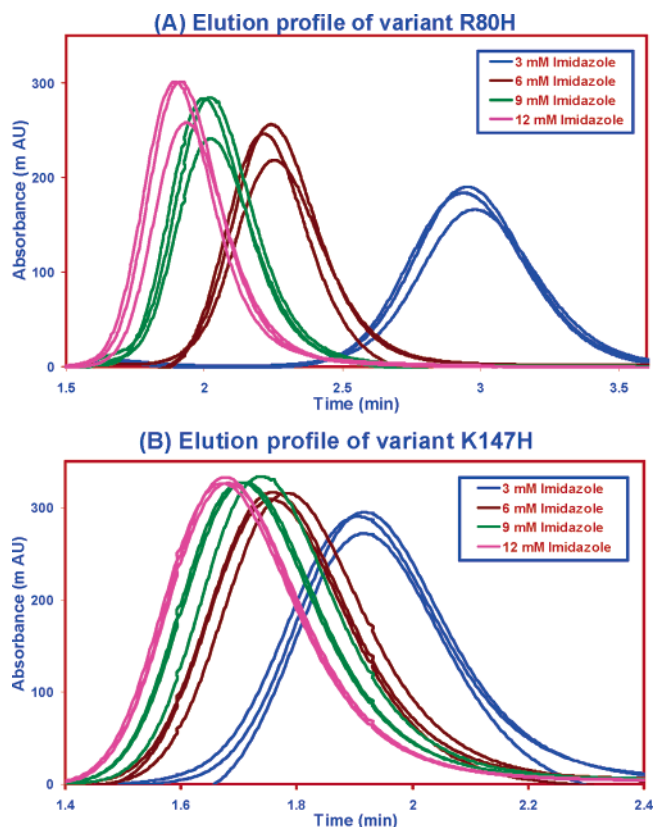 (A) Elution profile of variant R80H
3 mM Imidazole
6 mM Imidazole
9 mM Imidazole
12 mM Imidazole
Absorbance (m AU)
300
200
100
0
1.5
2
2.5
3
3.5
Time (min)
(B) Elution profile of variant K147H
3 mM Imidazole
6 mM Imidazole
9 mM Imidazole
12 mM Imidazole
Absorbance (m AU)
300
200
100
0
1.4
1.6
1.8
2
2.2
2.4
Time (min)